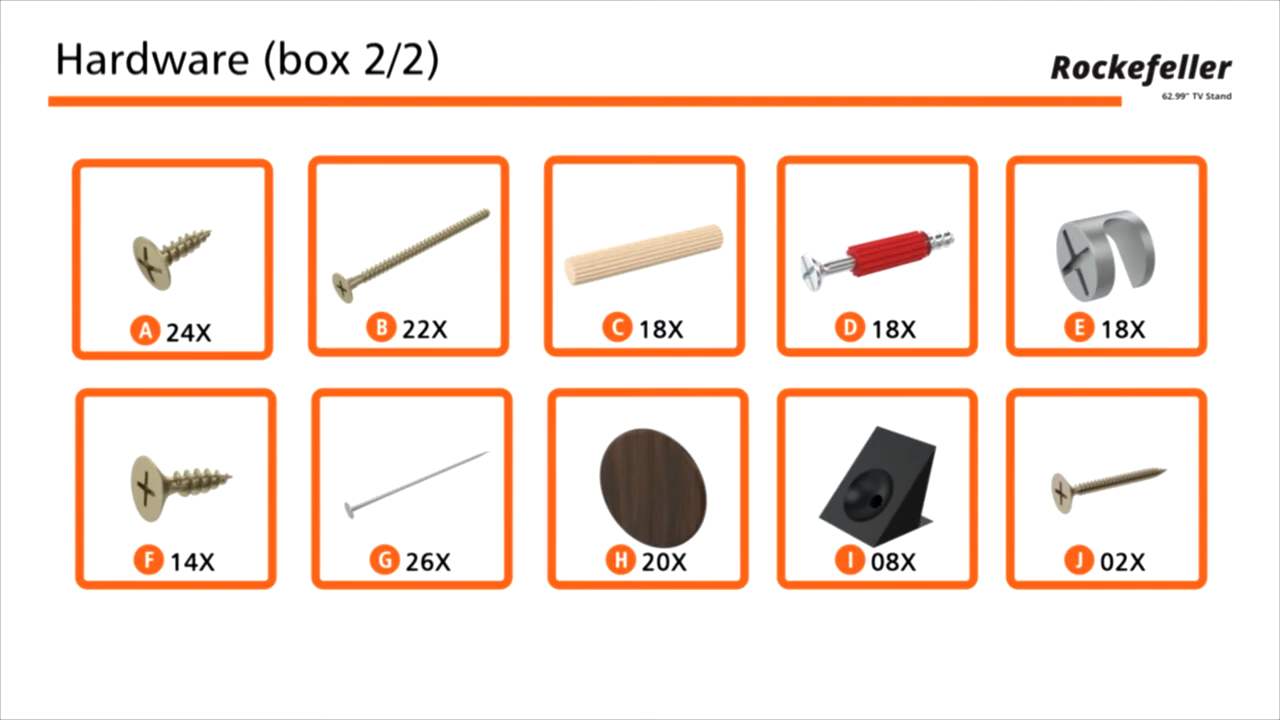 Hardware (box 2/2)
Rockefeller
62.99" TV Stand
A 24X
B 22X
C 18X
D 18X
E 18X
F 14X
G 26X
H 20X
I 08X
J 02X